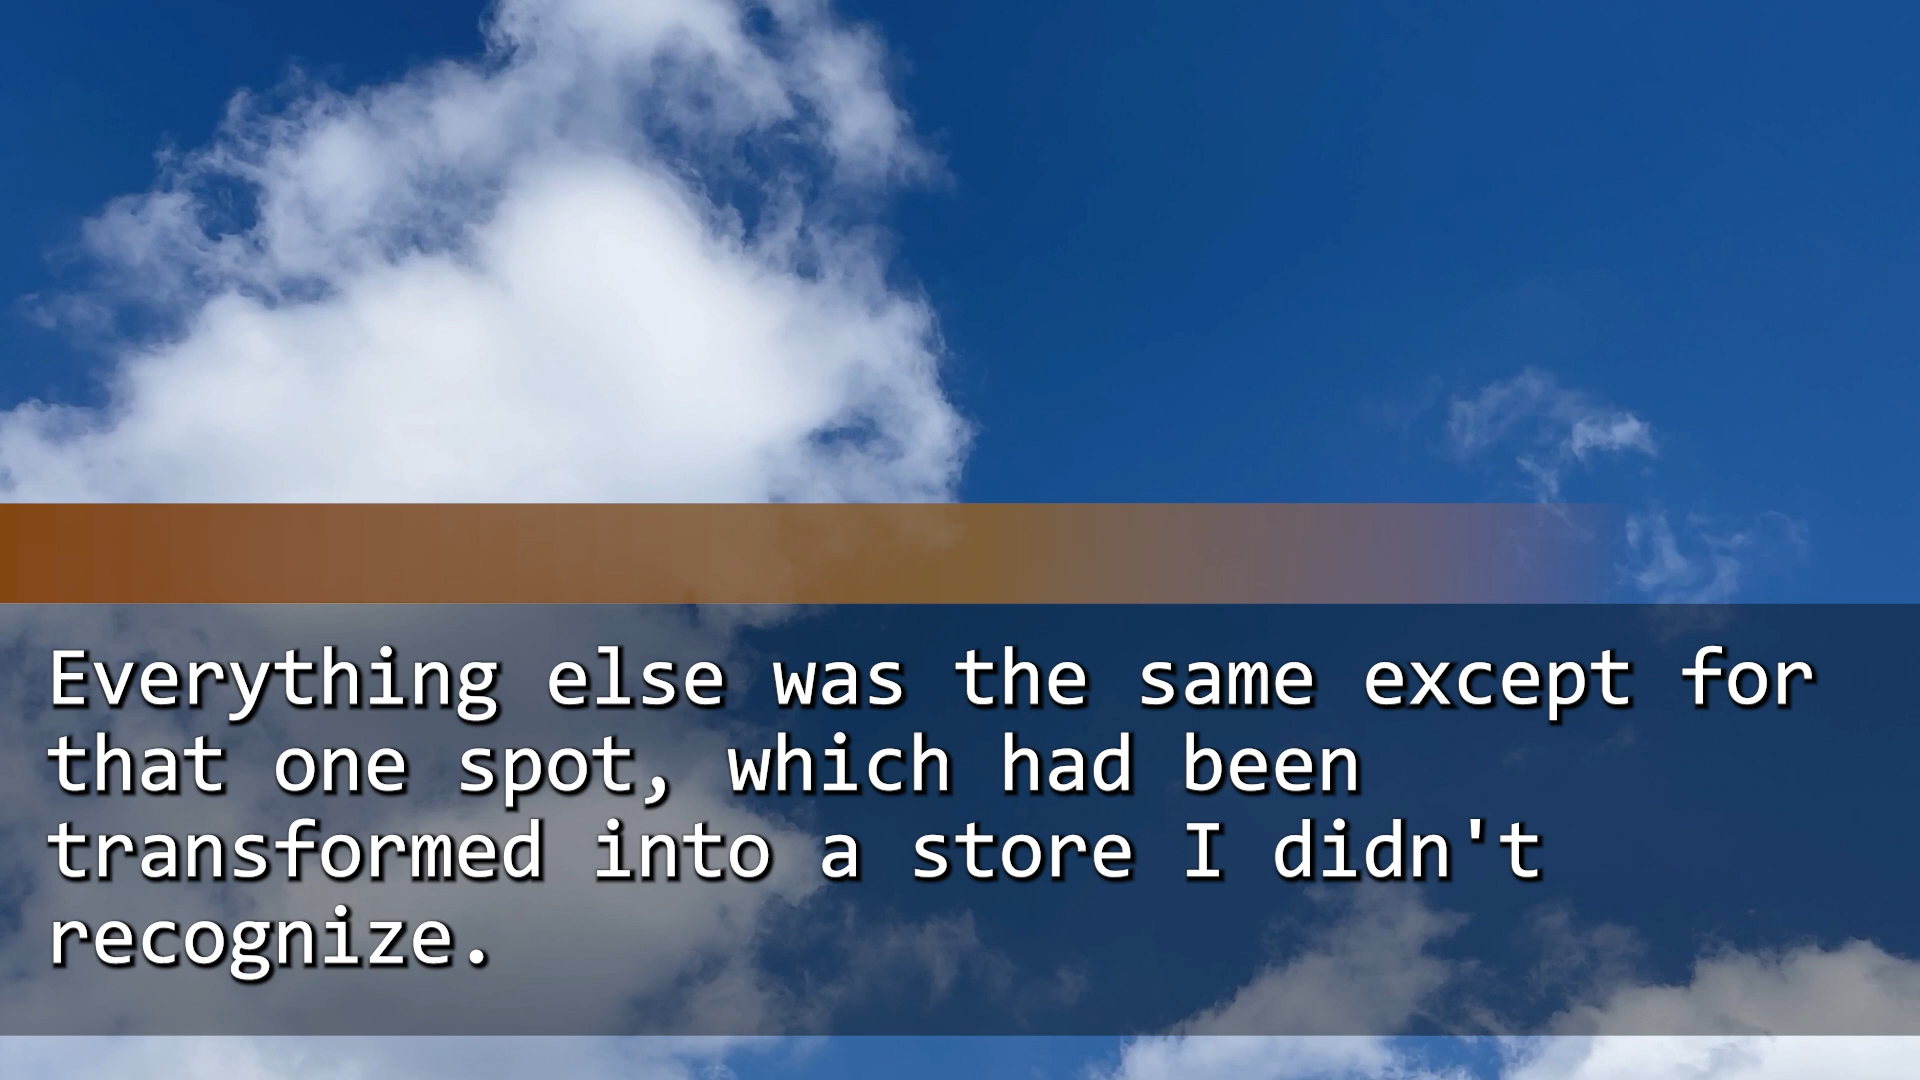 Everything else was the same except for
that one spot, which had been
transformed into a store I didn't
recognize.